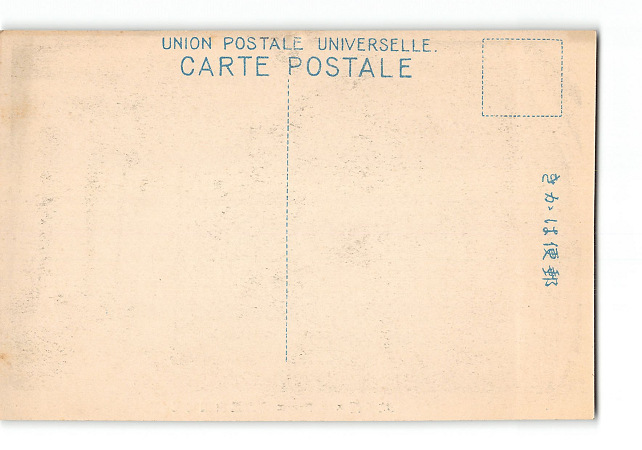 UNION POSTALE UNIVERSELLE.
CARTE POSTALE
郵便はかき